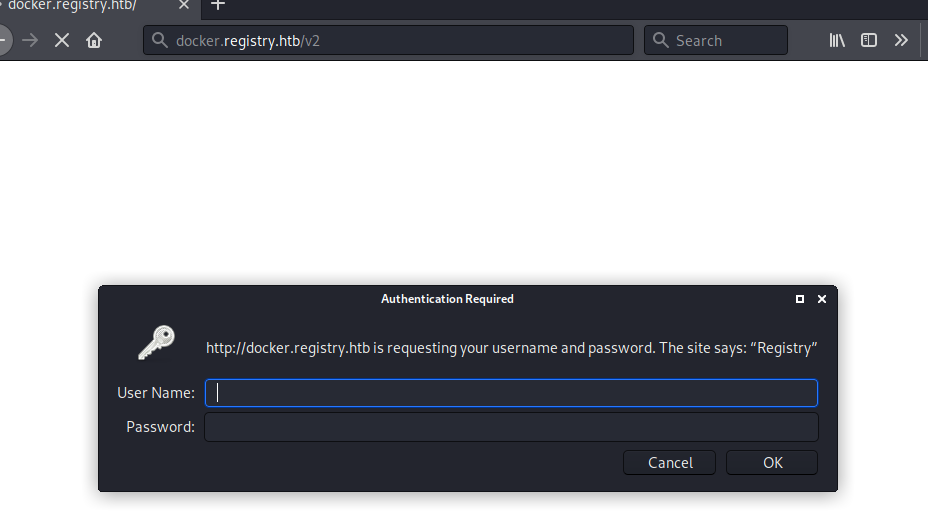 docker.registry.htb/
docker.registry.htb/v2
Search
Authentication Required
http://docker.registry.htb is requesting your username and password. The site says: “Registry”
User Name:
Password:
Cancel
OK